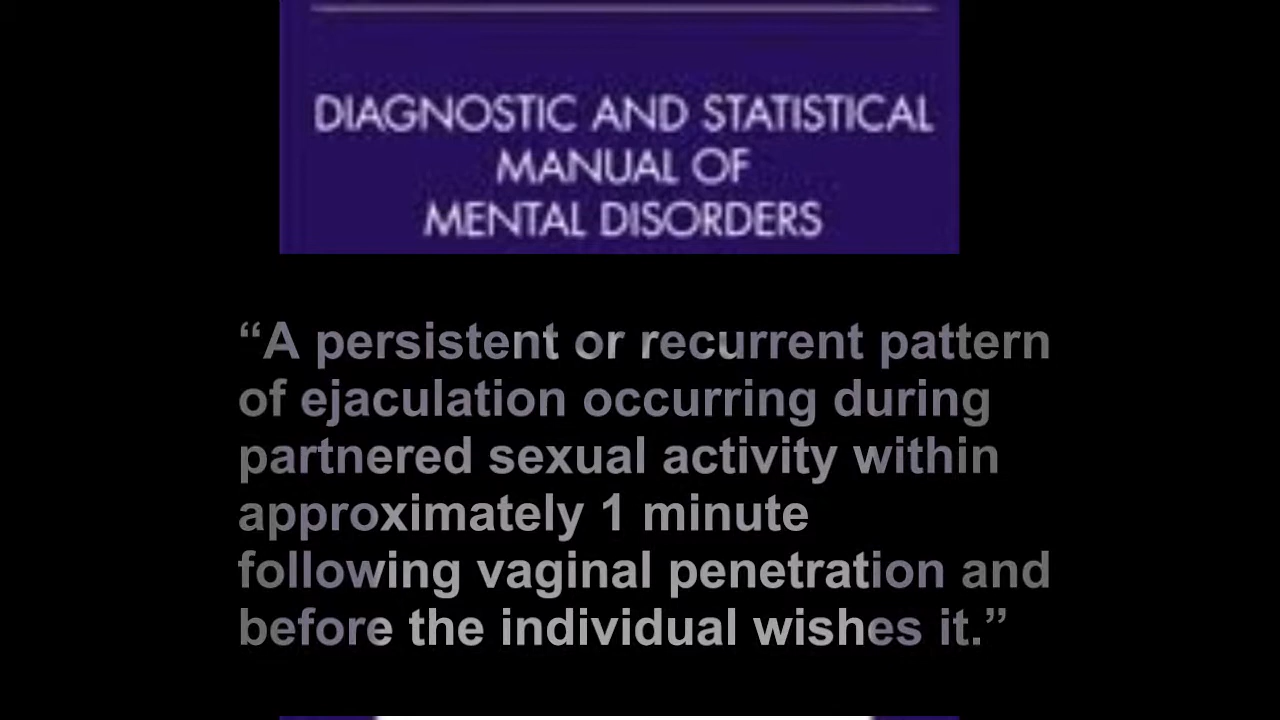 DIAGNOSTIC AND STATISTICAL
MANUAL OF
MENTAL DISORDERS
“A persistent or recurrent pattern
of ejaculation occurring during
partnered sexual activity within
approximately 1 minute
following vaginal penetration and
before the individual wishes it.”